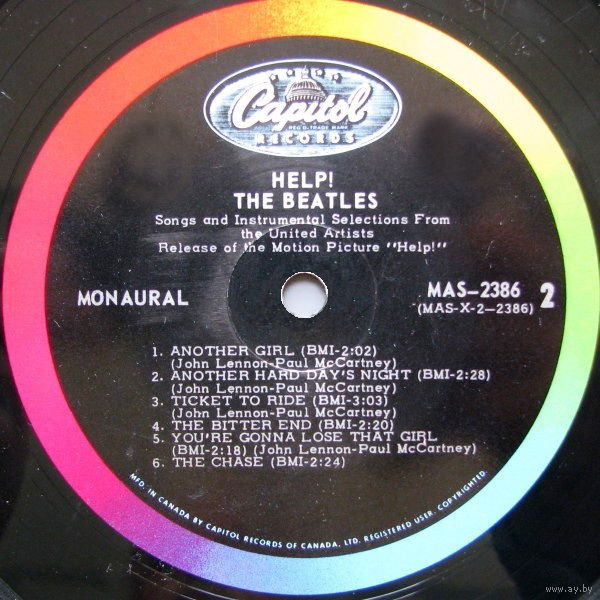 Capitol
REG'D. TRADE MARK
RECORDS
HELP!
THE BEATLES
Songs and Instrumental Selections From
the United Artists
Release of the Motion Picture "Help!"
MONAURAL
MAS-2386 2
(MAS-X-2-2386)
1. ANOTHER GIRL (BMI-2:02)
(John Lennon-Paul McCartney)
2. ANOTHER HARD DAY'S NIGHT (BMI-2:28)
(John Lennon-Paul McCartney)
3. TICKET TO RIDE (BMI-3:03)
(John Lennon-Paul McCartney)
4. THE BITTER END (BMI-2:20)
5. YOU'RE GONNA LOSE THAT GIRL
(BMI-2:18) (John Lennon-Paul McCartney)
6. THE CHASE (BMI-2:24)
MFD. IN CANADA BY CAPITOL RECORDS OF CANADA, LTD. REGISTERED USER. COPYRIGHTED.
www.ay.by